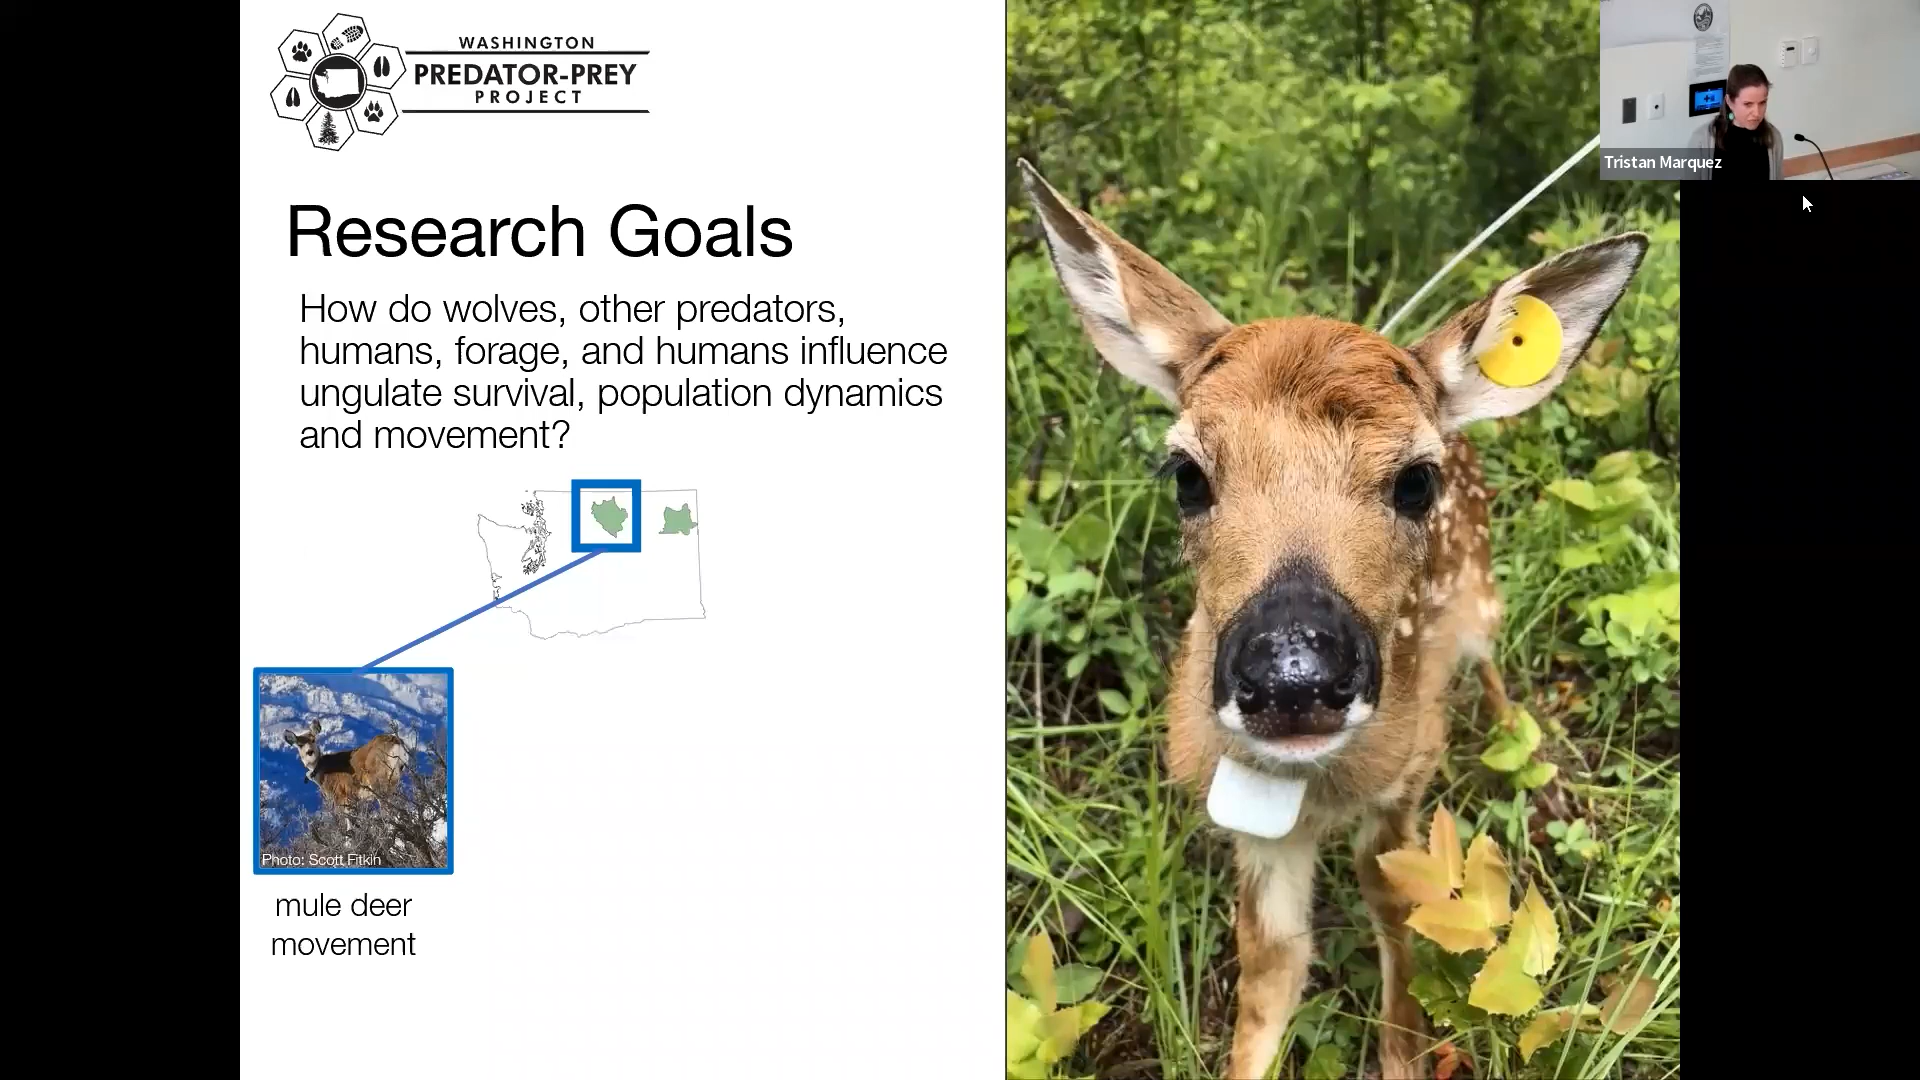 WASHINGTON
PREDATOR-PREY
PROJECT
Research Goals
How do wolves, other predators,
humans, forage, and humans influence
ungulate survival, population dynamics
and movement?
Photo: Scott Fitkin
mule deer
movement
Tristan Marquez